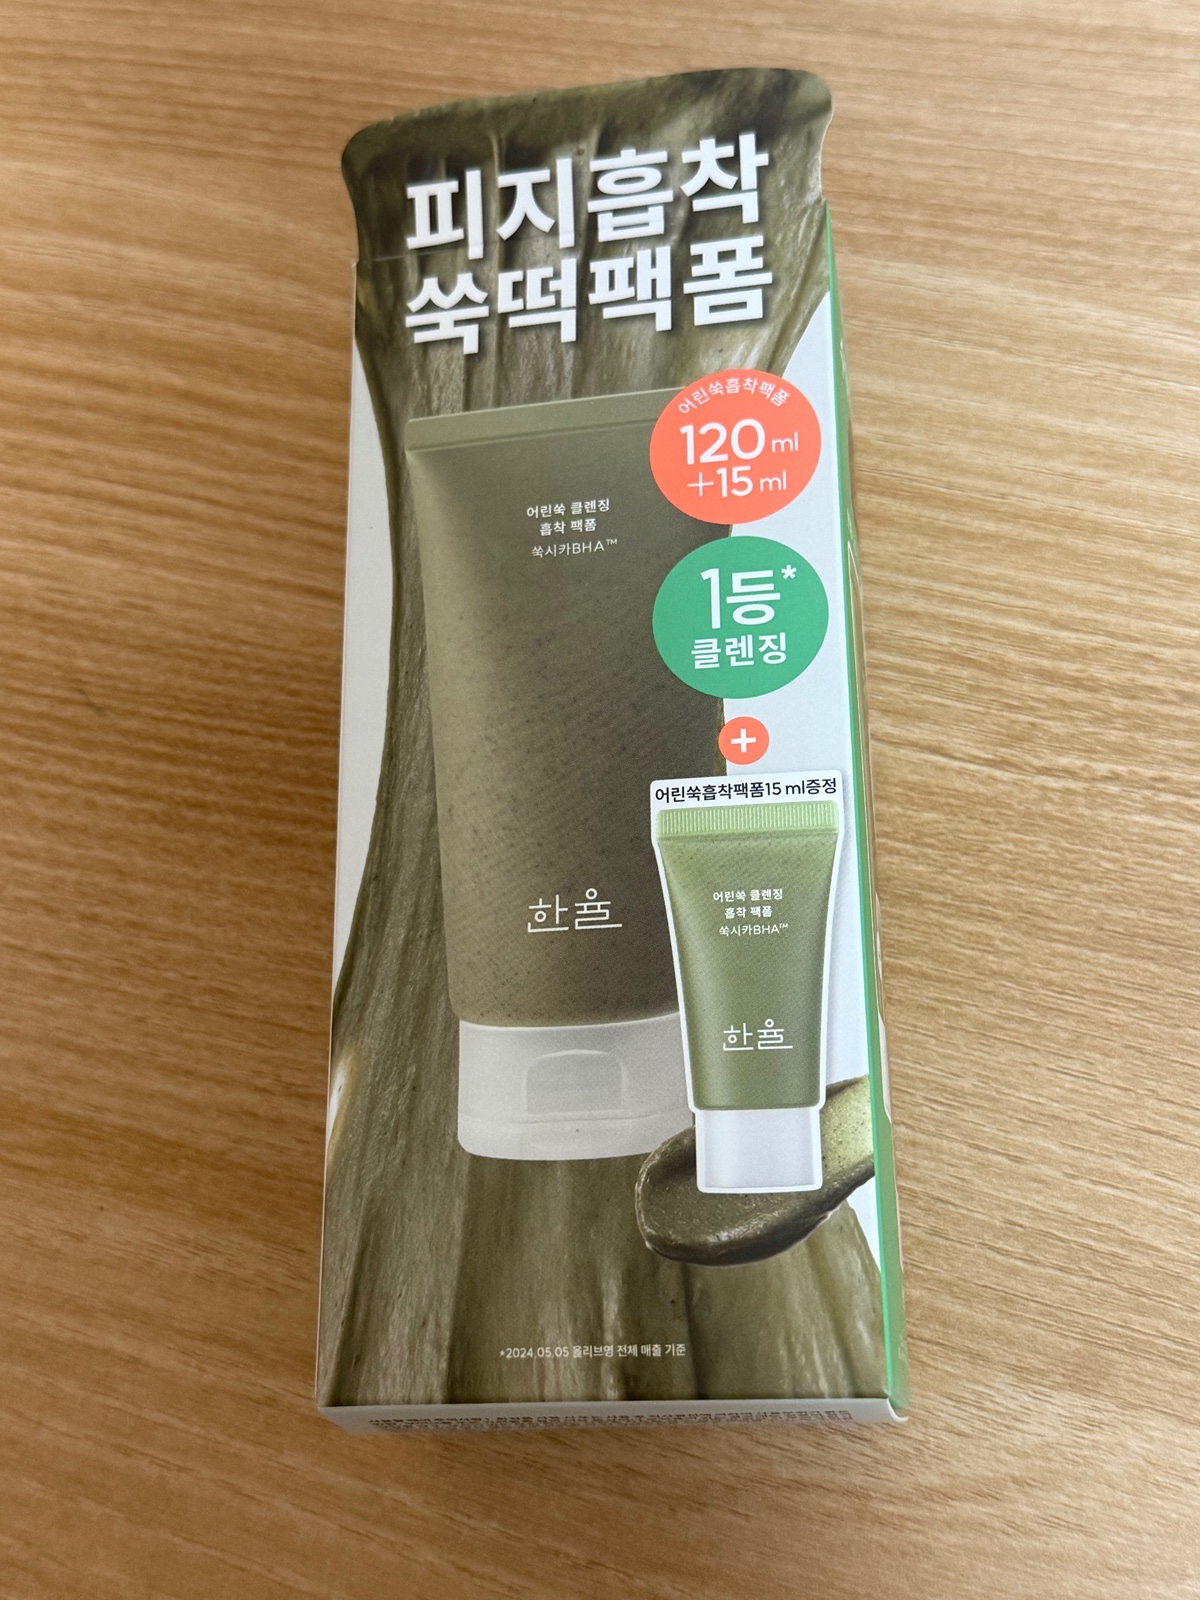 피지흡착
쑥떡팩폼
어린쑥흡착팩폼
120 ml
+15 ml
어린쑥 클렌징
흡착 팩폼
쑥시카BHA™
1등*
클렌징
+
어린쑥흡착팩폼15 ml증정
어린쑥 클렌징
흡착 팩폼
쑥시카BHA™
한율
한율
*2024.05.05 올리브영 전체 매출 기준